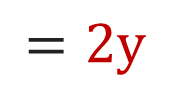 = 2y